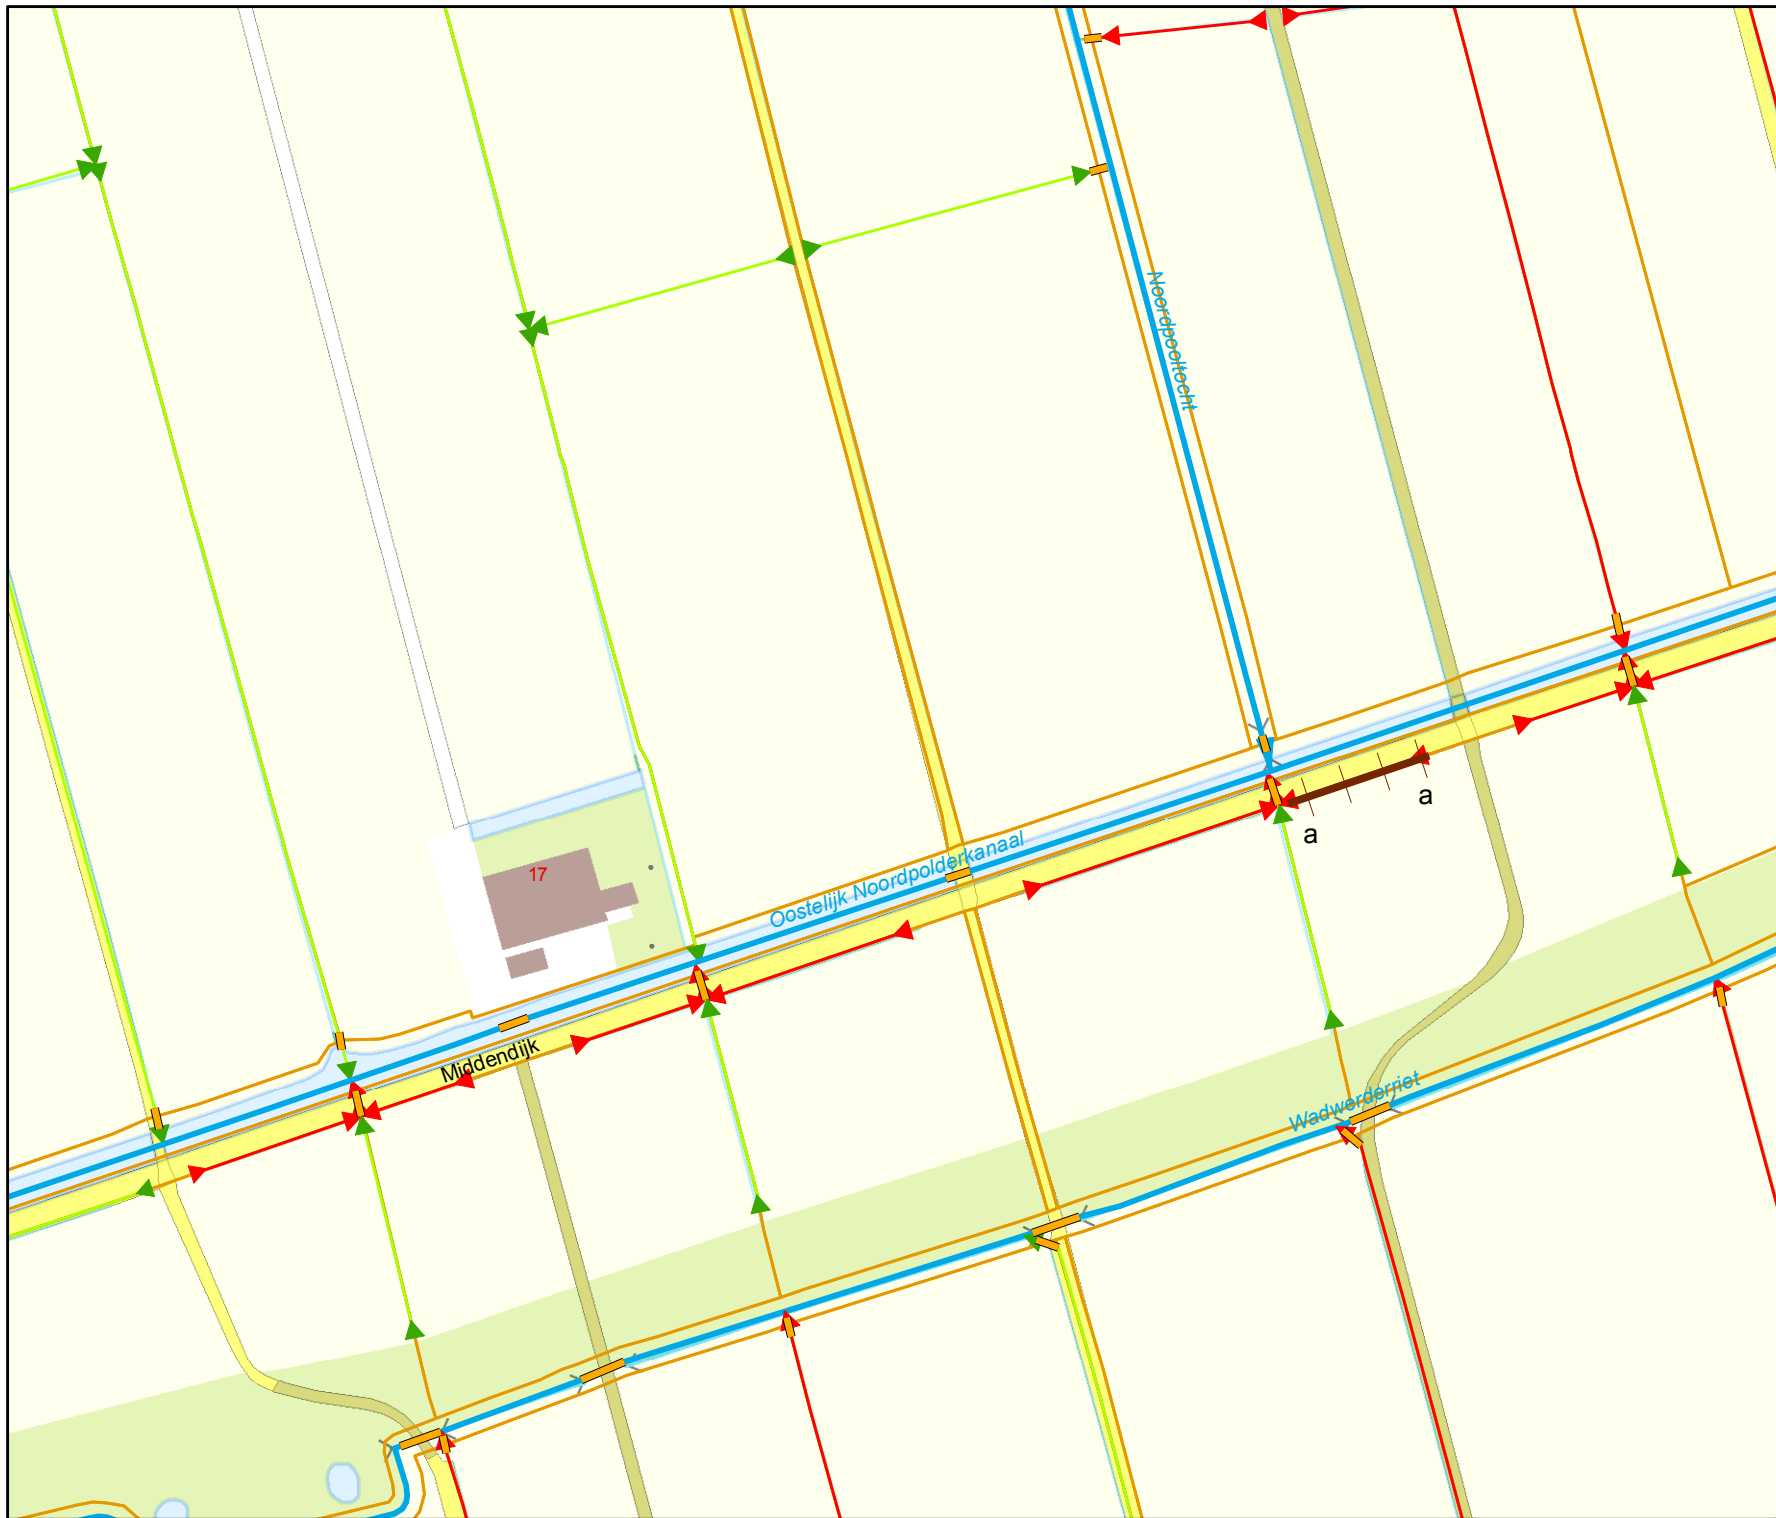 Noordpooltocht
a
a
17
Oostelijk Noordpolderkanaal
Middendijk
Wadwerderriet